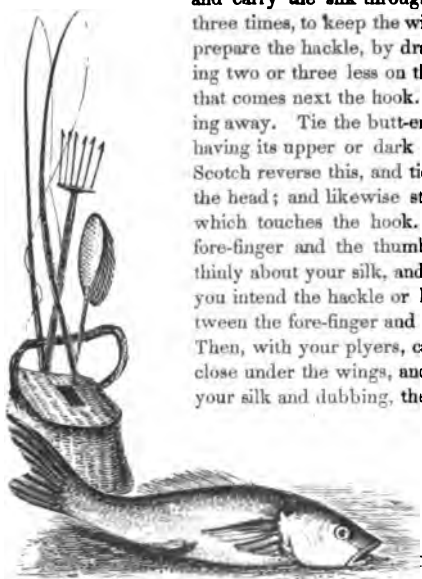 and carry the silk through
three times, to keep the wi
prepare the hackle, by dr
ing two or three less on th
that comes next the hook.
ing away. Tie the butt-en
having its upper or dark
Scotch reverse this, and tie
the head; and likewise st
which touches the hook.
fore-finger and the thumb
thinly about your silk, and
you intend the hackle or
tween the fore-finger and
Then, with your plyers, ca
close under the wings, and
your silk and dubbing, the